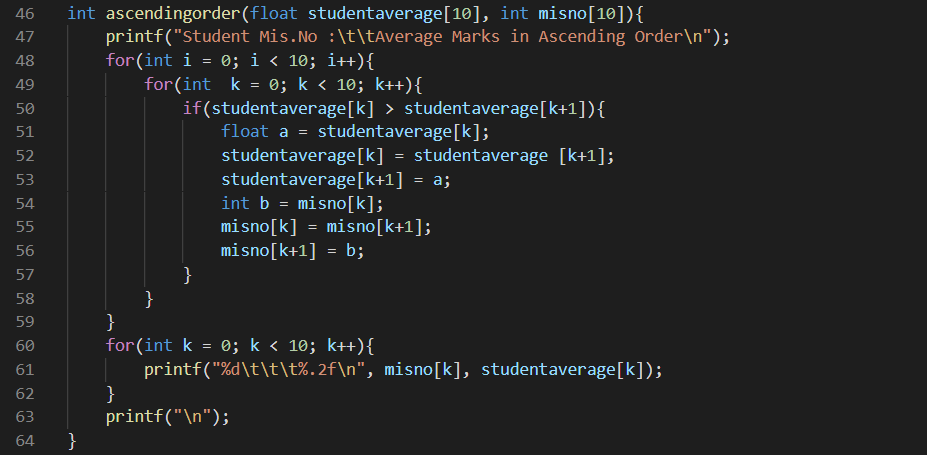 46 int ascendingorder(float studentaverage[10], int misno[10]){
47 printf("Student Mis.No :\t\tAverage Marks in Ascending Order\n");
48 for(int i = 0; i < 10; i++){
49 for(int  k = 0; k < 10; k++){
50 if(studentaverage[k] > studentaverage[k+1]){
51 float a = studentaverage[k];
52 studentaverage[k] = studentaverage [k+1];
53 studentaverage[k+1] = a;
54 int b = misno[k];
55 misno[k] = misno[k+1];
56 misno[k+1] = b;
57 }
58 }
59 }
60 for(int k = 0; k < 10; k++){
61 printf("%d\t\t\t%.2f\n", misno[k], studentaverage[k]);
62 }
63 printf("\n");
64 }